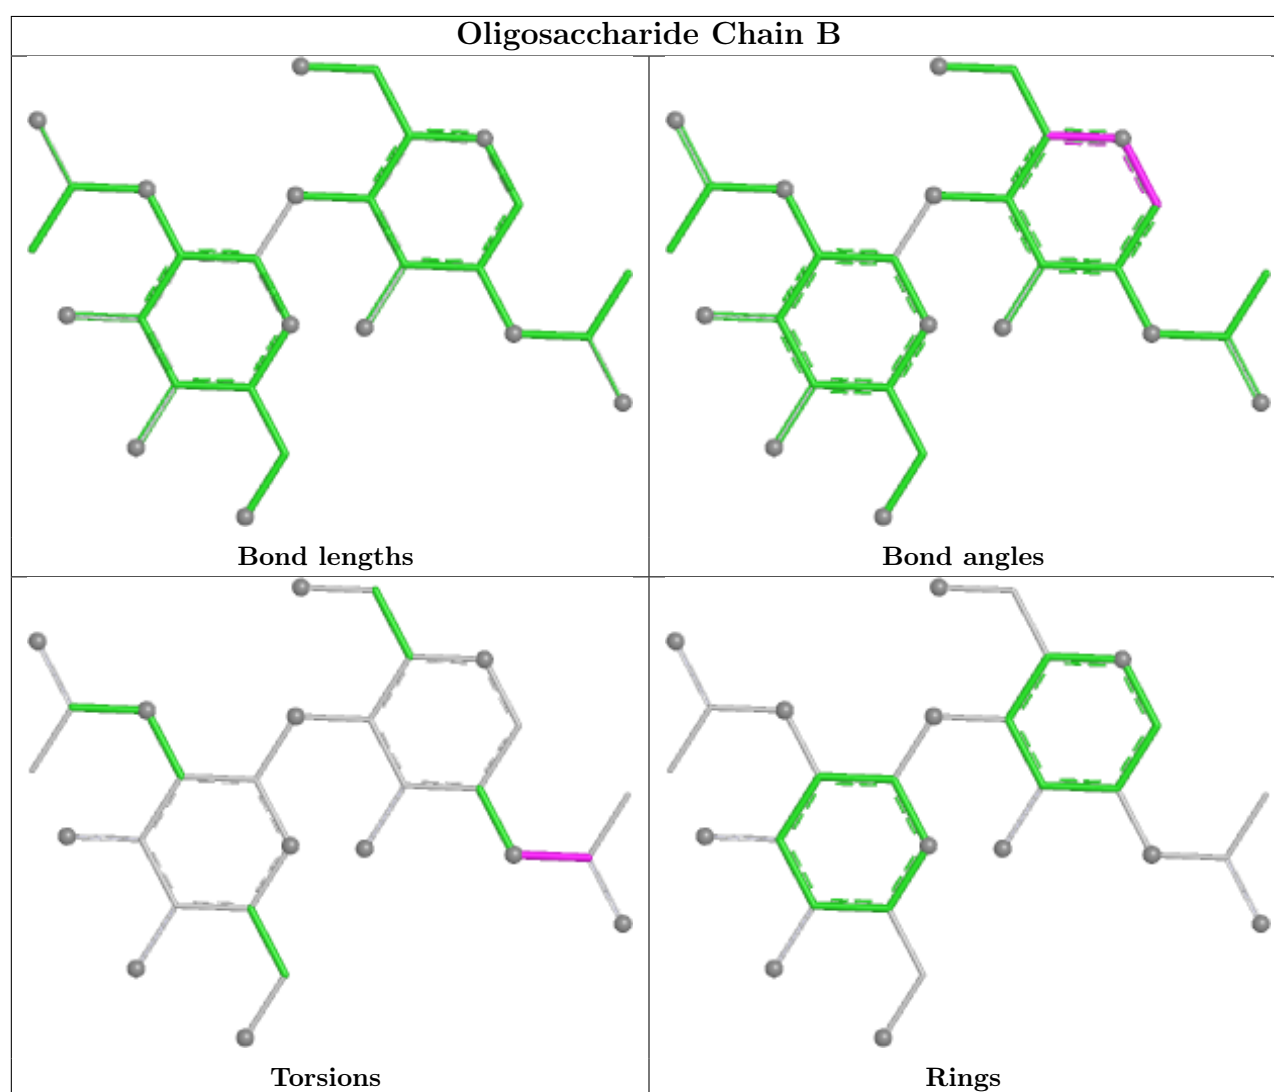 Oligosaccharide Chain B
Bond lengths
Bond angles
Torsions
Rings